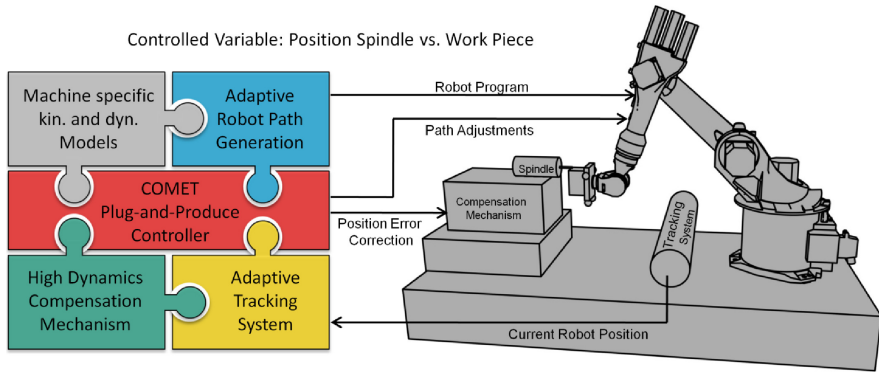 Controlled Variable: Position Spindle vs. Work Piece
Machine specific
kin. and dyn.
Models
Adaptive
Robot Path
Generation
COMET
Plug-and-Produce
Controller
High Dynamics
Compensation
Mechanism
Adaptive
Tracking
System
Robot Program
Path Adjustments
Position Error
Correction
Current Robot Position
Spindle
Compensation
Mechanism
Tracking
System